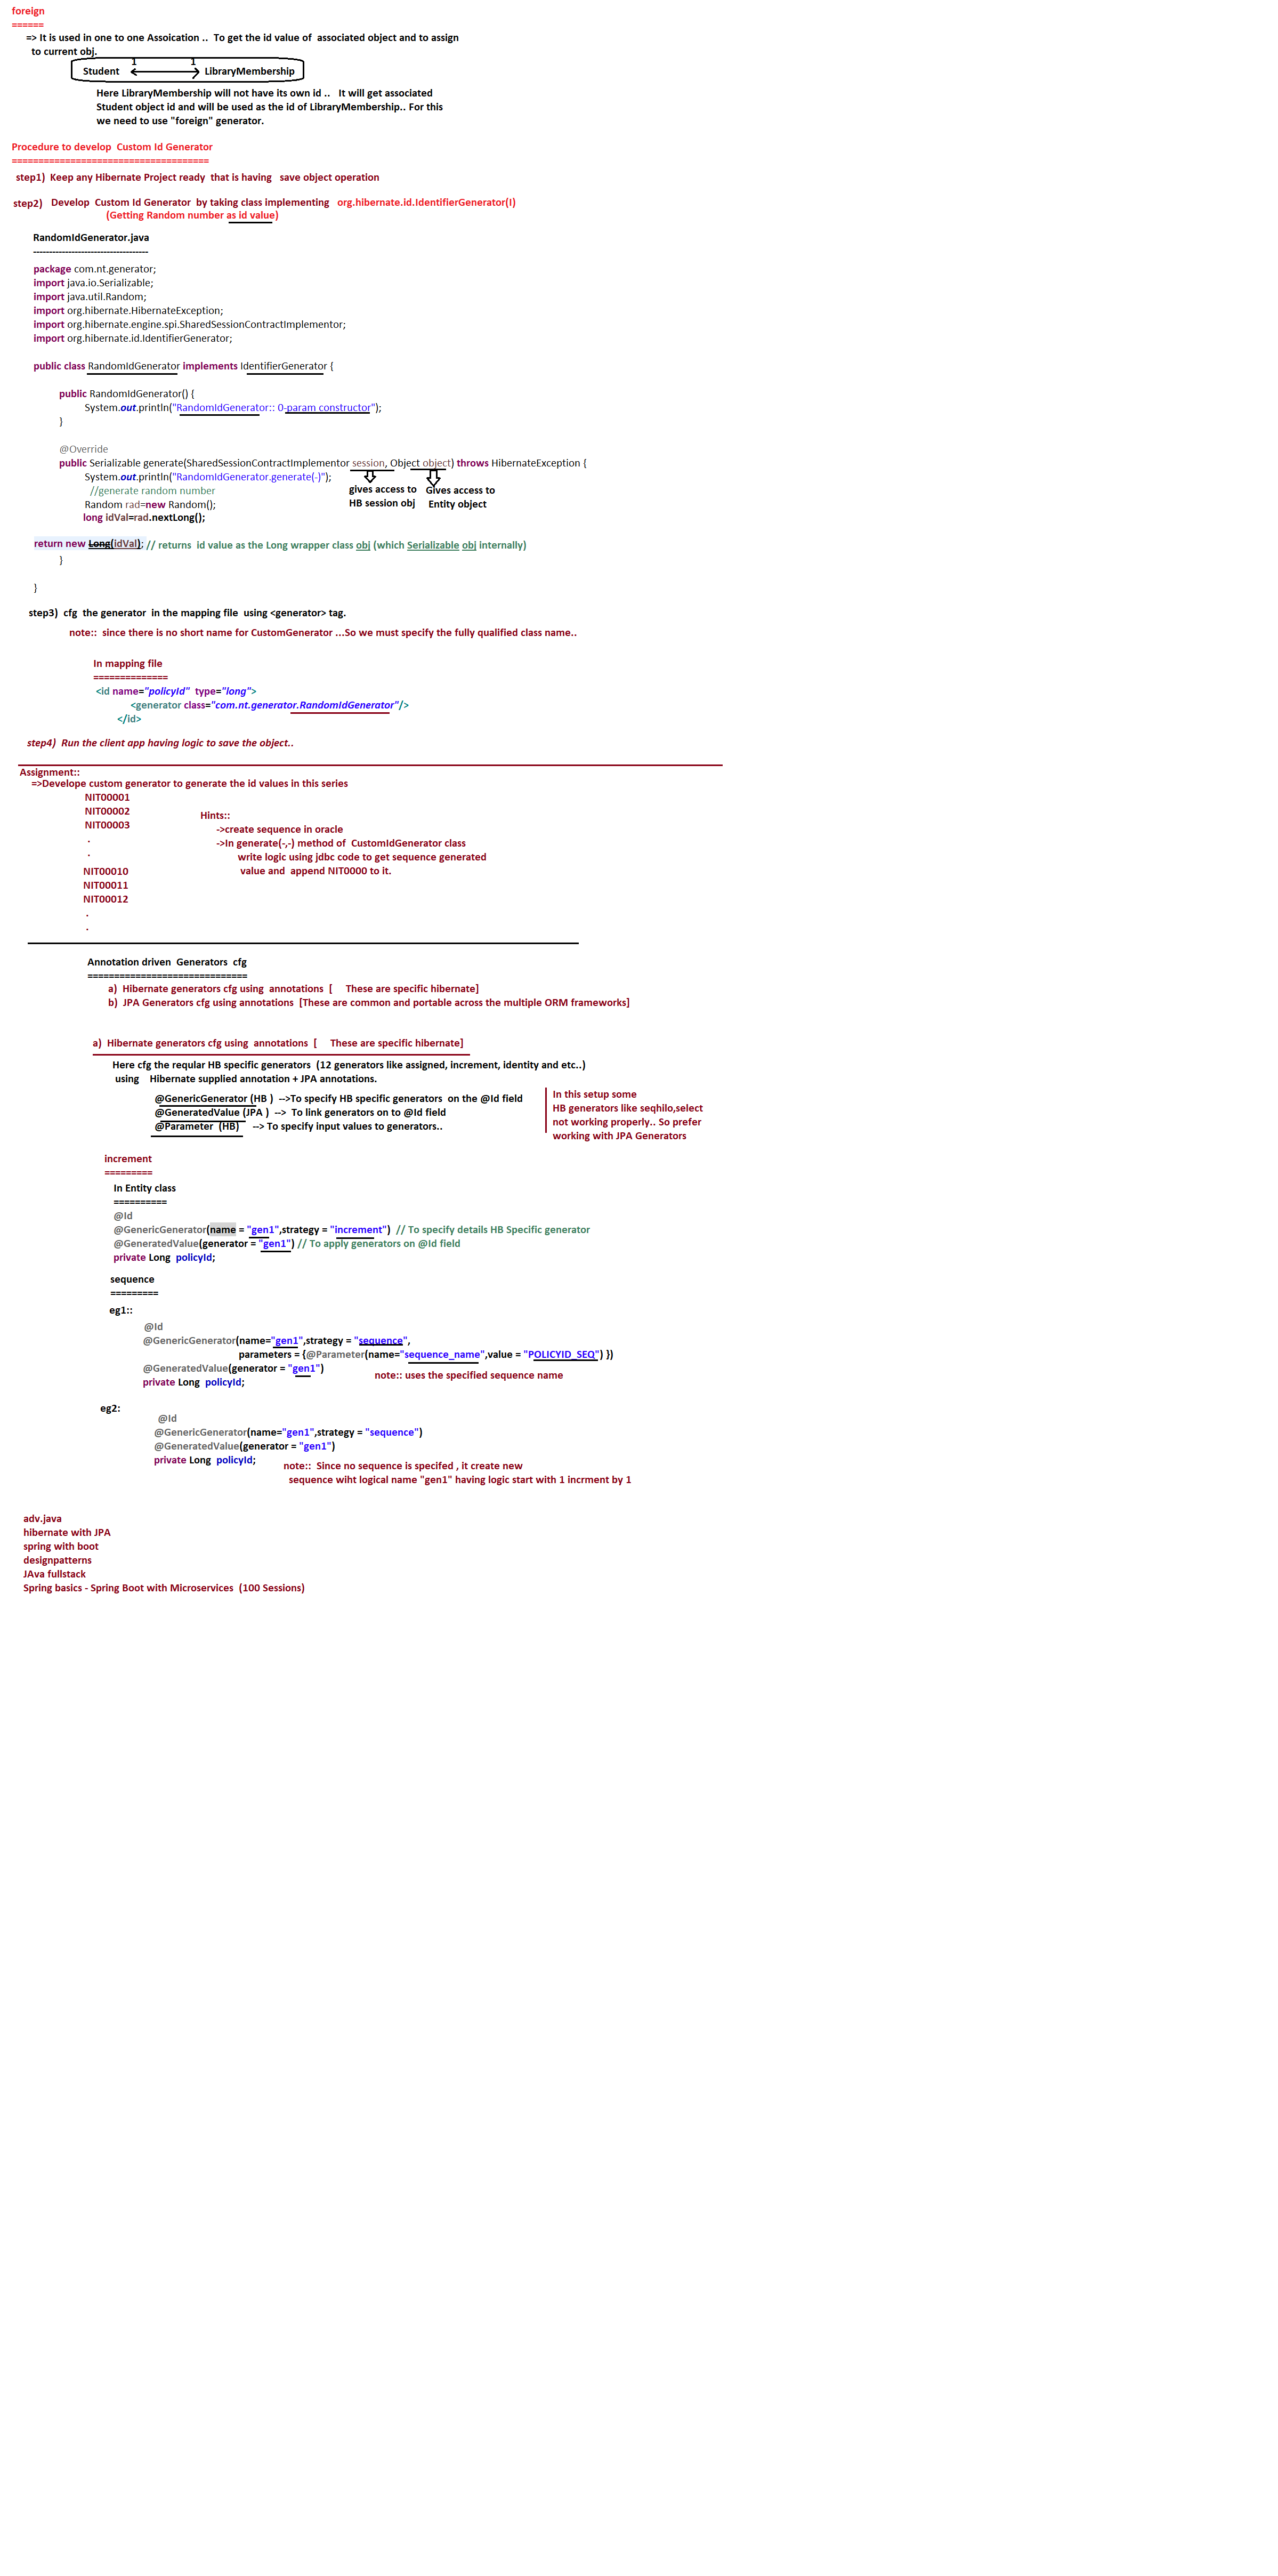 foreign
======
=> It is used in one to one Assoication .. To get the id value of associated object and to assign
to current obj.
1 1
Student LibraryMembership
Here LibraryMembership will not have its own id .. It will get associated
Student object id and will be used as the id of LibraryMembership.. For this
we need to use "foreign" generator.
Procedure to develop Custom Id Generator
=====================================
step1) Keep any Hibernate Project ready that is having save object operation
step2) Develop Custom Id Generator by taking class implementing org.hibernate.id.IdentifierGenerator(I)
(Getting Random number as id value)
RandomIdGenerator.java
------------------------------------
package com.nt.generator;
import java.io.Serializable;
import java.util.Random;
import org.hibernate.HibernateException;
import org.hibernate.engine.spi.SharedSessionContractImplementor;
import org.hibernate.id.IdentifierGenerator;
public class RandomIdGenerator implements IdentifierGenerator {
public RandomIdGenerator() {
System.out.println("RandomIdGenerator:: 0-param constructor");
}
@Override
public Serializable generate(SharedSessionContractImplementor session, Object object) throws HibernateException {
System.out.println("RandomIdGenerator.generate(-)");
//generate random number
gives access to Gives access to
Random rad=new Random();
HB session obj Entity object
long idVal=rad.nextLong();
return new Long(idVal); // returns id value as the Long wrapper class obj (which Serializable obj internally)
}
}
step3) cfg the generator in the mapping file using <generator> tag.
note:: since there is no short name for CustomGenerator ...So we must specify the fully qualified class name..
In mapping file
==============
<id name="policyId" type="long">
<generator class="com.nt.generator.RandomIdGenerator"/>
</id>
step4) Run the client app having logic to save the object..
Assignment::
=>Develope custom generator to generate the id values in this series
NIT00001
NIT00002
NIT00003
.
.
NIT00010
NIT00011
NIT00012
.
.
Hints::
->create sequence in oracle
->In generate(-,-) method of CustomIdGenerator class
write logic using jdbc code to get sequence generated
value and append NIT0000 to it.
Annotation driven Generators cfg
==============================
a) Hibernate generators cfg using annotations [ These are specific hibernate]
b) JPA Generators cfg using annotations [These are common and portable across the multiple ORM frameworks]
a) Hibernate generators cfg using annotations [ These are specific hibernate]
Here cfg the reqular HB specific generators (12 generators like assigned, increment, identity and etc..)
using Hibernate supplied annotation + JPA annotations.
@GenericGenerator (HB ) -->To specify HB specific generators on the @Id field
@GeneratedValue (JPA ) --> To link generators on to @Id field
@Parameter (HB) --> To specify input values to generators..
In this setup some
HB generators like seqhilo,select
not working properly.. So prefer
working with JPA Generators
increment
=========
In Entity class
==========
@Id
@GenericGenerator(name = "gen1",strategy = "increment") // To specify details HB Specific generator
@GeneratedValue(generator = "gen1") // To apply generators on @Id field
private Long policyId;
sequence
=========
eg1::
@Id
@GenericGenerator(name="gen1",strategy = "sequence",
parameters = {@Parameter(name="sequence_name",value = "POLICYID_SEQ") })
@GeneratedValue(generator = "gen1")
note:: uses the specified sequence name
private Long policyId;
eg2:
@Id
@GenericGenerator(name="gen1",strategy = "sequence")
@GeneratedValue(generator = "gen1")
private Long policyId;
note:: Since no sequence is specifed , it create new
sequence wiht logical name "gen1" having logic start with 1 incrment by 1
adv.java
hibernate with JPA
spring with boot
designpatterns
JAva fullstack
Spring basics - Spring Boot with Microservices (100 Sessions)